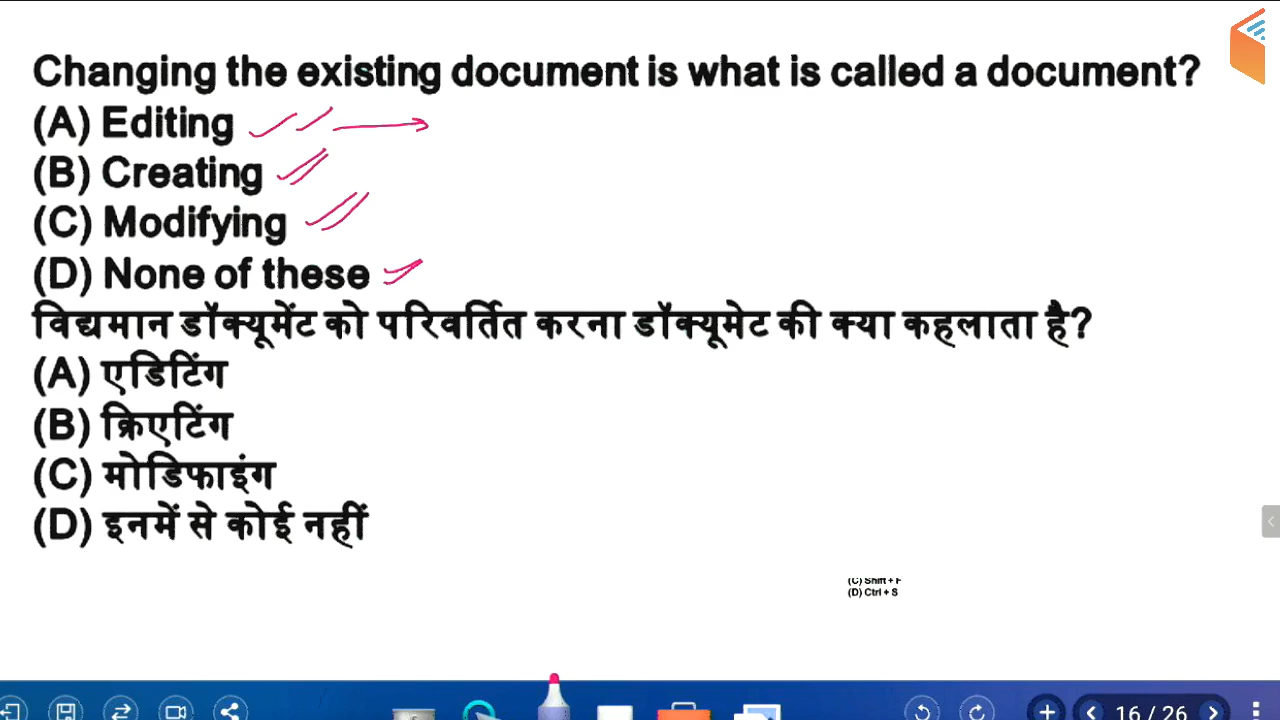 Changing the existing document is what is called a document?
(A) Editing
(B) Creating
(C) Modifying
(D) None of these
विद्यमान डॉक्यूमेंट को परिवर्तित करना डॉक्यूमेट की क्या कहलाता है?
(A) एडिटिंग
(B) क्रिएटिंग
(C) मोडिफाइंग
(D) इनमें से कोई नहीं
(C) Shift + F
(D) Ctrl + S
16 / 26